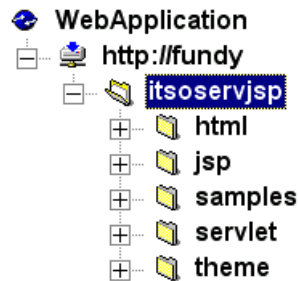 WebApplication
http://fundy
itsoservjsp
html
jsp
samples
servlet
theme